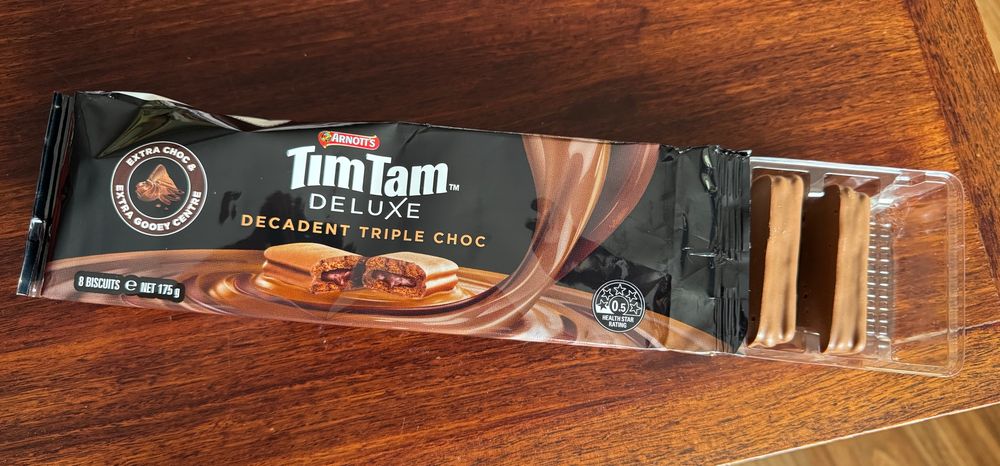 EXTRA CHOC &
EXTRA GOOEY CENTRE
ARNOTT'S
TimTam™
DELUXE
DECADENT TRIPLE CHOC
8 BISCUITS ℮ NET 175g
0.5
HEALTH STAR
RATING